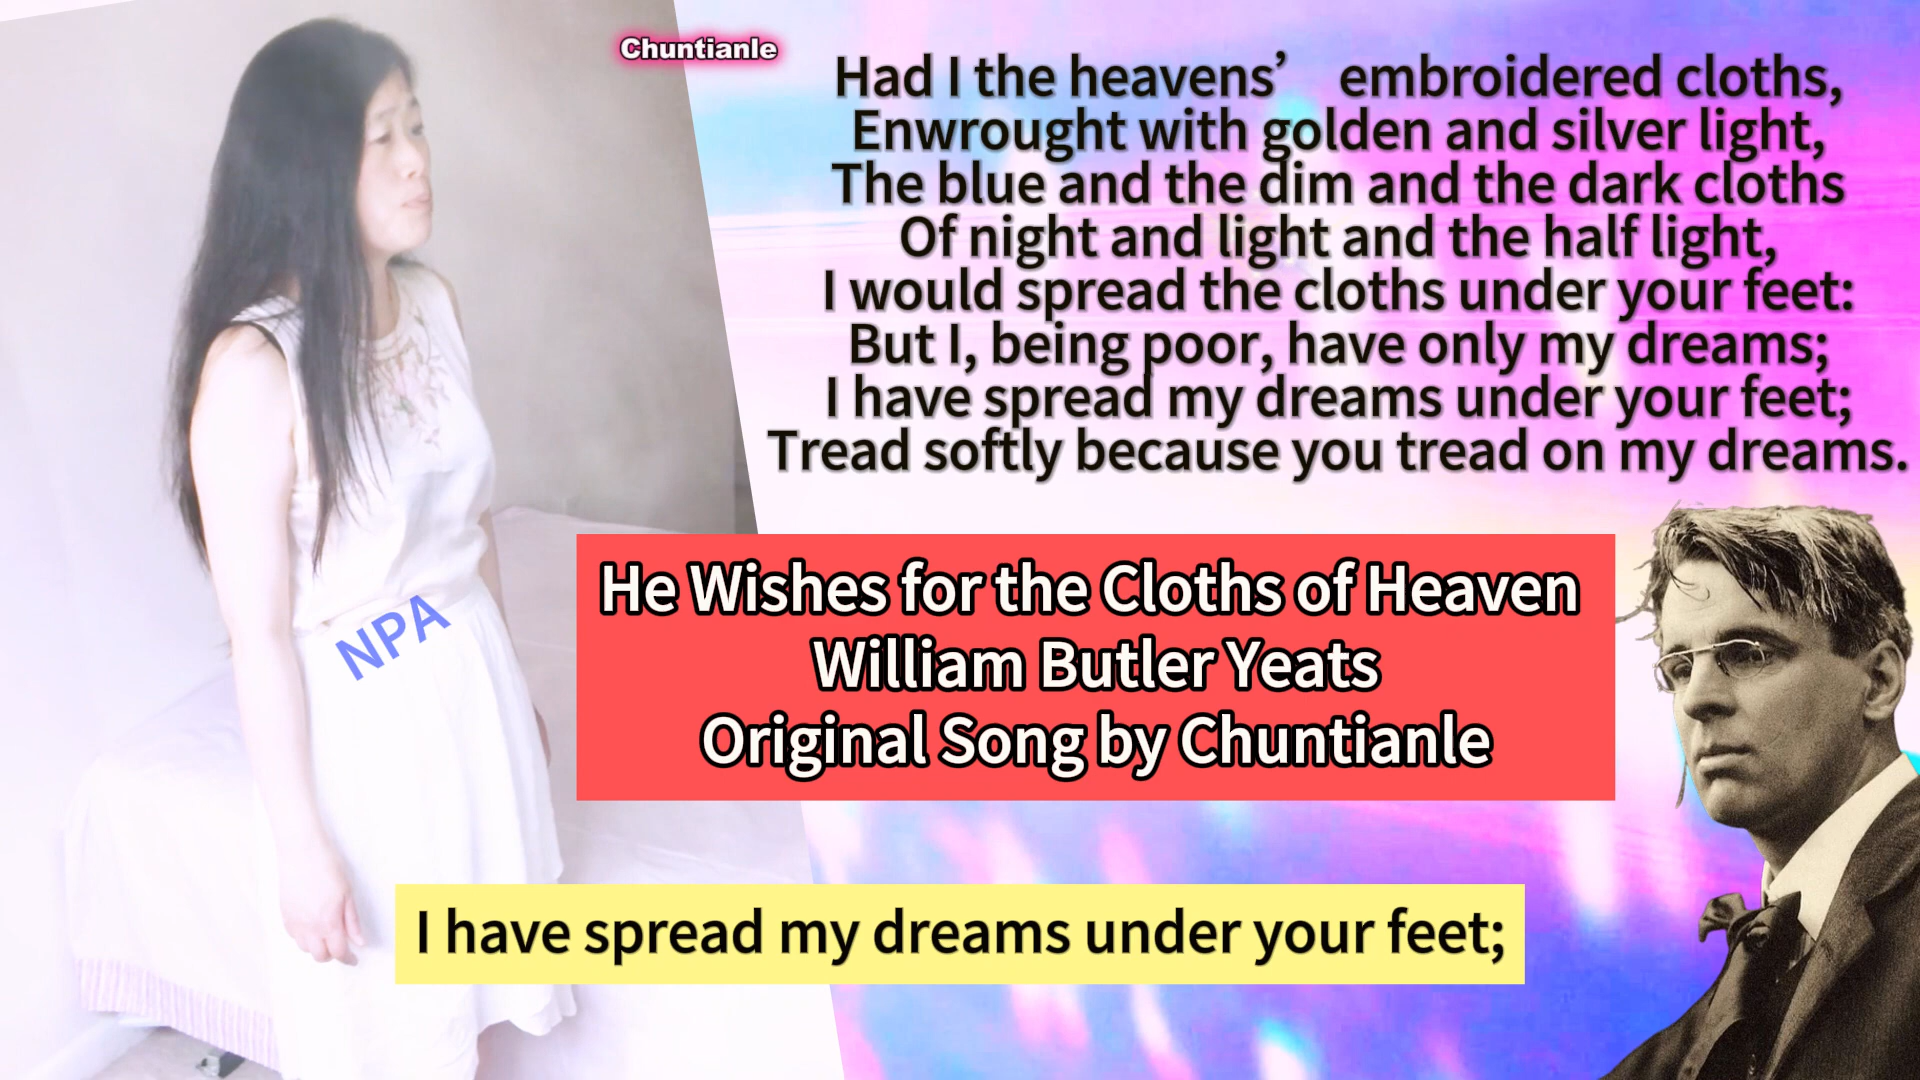 Chuntianle
Had I the heavens’ embroidered cloths,
Enwrought with golden and silver light,
The blue and the dim and the dark cloths
Of night and light and the half light,
I would spread the cloths under your feet:
But I, being poor, have only my dreams;
I have spread my dreams under your feet;
Tread softly because you tread on my dreams.
He Wishes for the Cloths of Heaven
William Butler Yeats
Original Song by Chuntianle
NPA
I have spread my dreams under your feet;